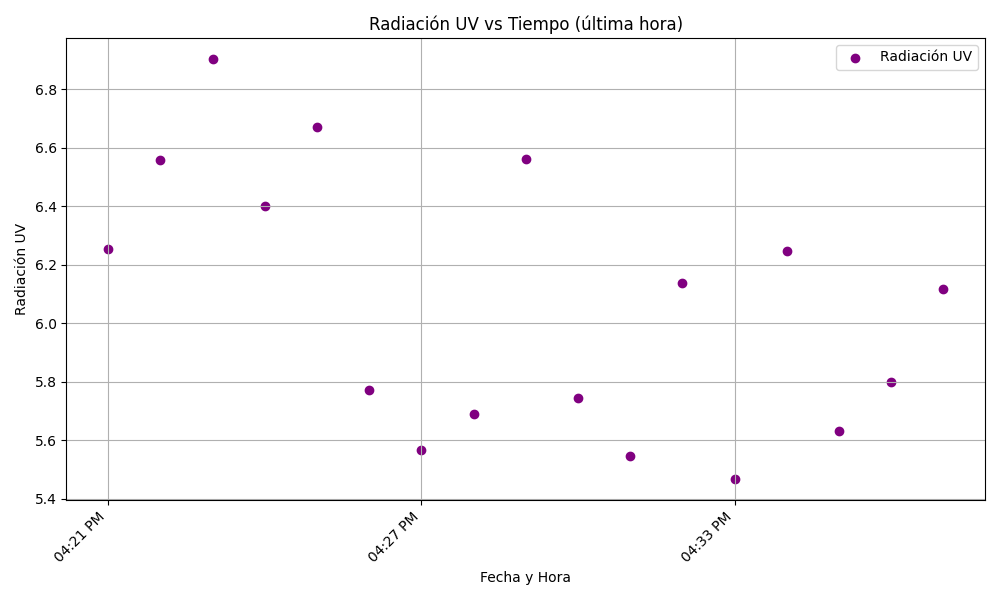 Radiación UV vs Tiempo (última hora)
Radiación UV
Radiación UV
6.8
6.6
6.4
6.2
6.0
5.8
5.6
5.4
04:21 PM
04:27 PM
04:33 PM
Fecha y Hora